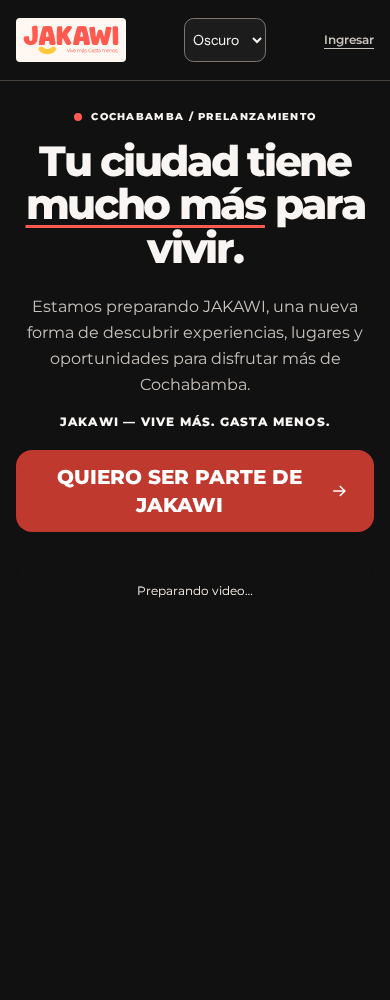 JAKAWI
Vive más. Gasta menos.
Oscuro
Ingresar
COCHABAMBA / PRELANZAMIENTO
Tu ciudad tiene
mucho más para
vivir.
Estamos preparando JAKAWI, una nueva
forma de descubrir experiencias, lugares y
oportunidades para disfrutar más de
Cochabamba.
JAKAWI — VIVE MÁS. GASTA MENOS.
QUIERO SER PARTE DE
JAKAWI →
Preparando video...